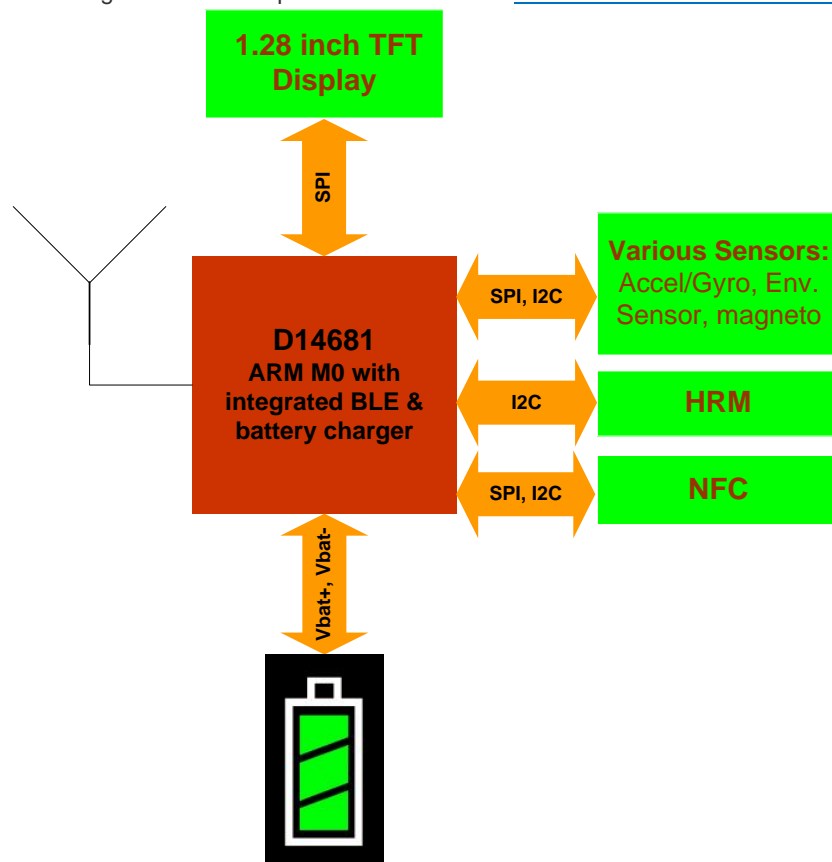 1.28 inch TFT
Display
SPI
Various Sensors:
Accel/Gyro, Env.
Sensor, magneto
SPI, I2C
D14681
ARM M0 with
integrated BLE &
battery charger
I2C
HRM
SPI, I2C
NFC
Vbat+, Vbat-